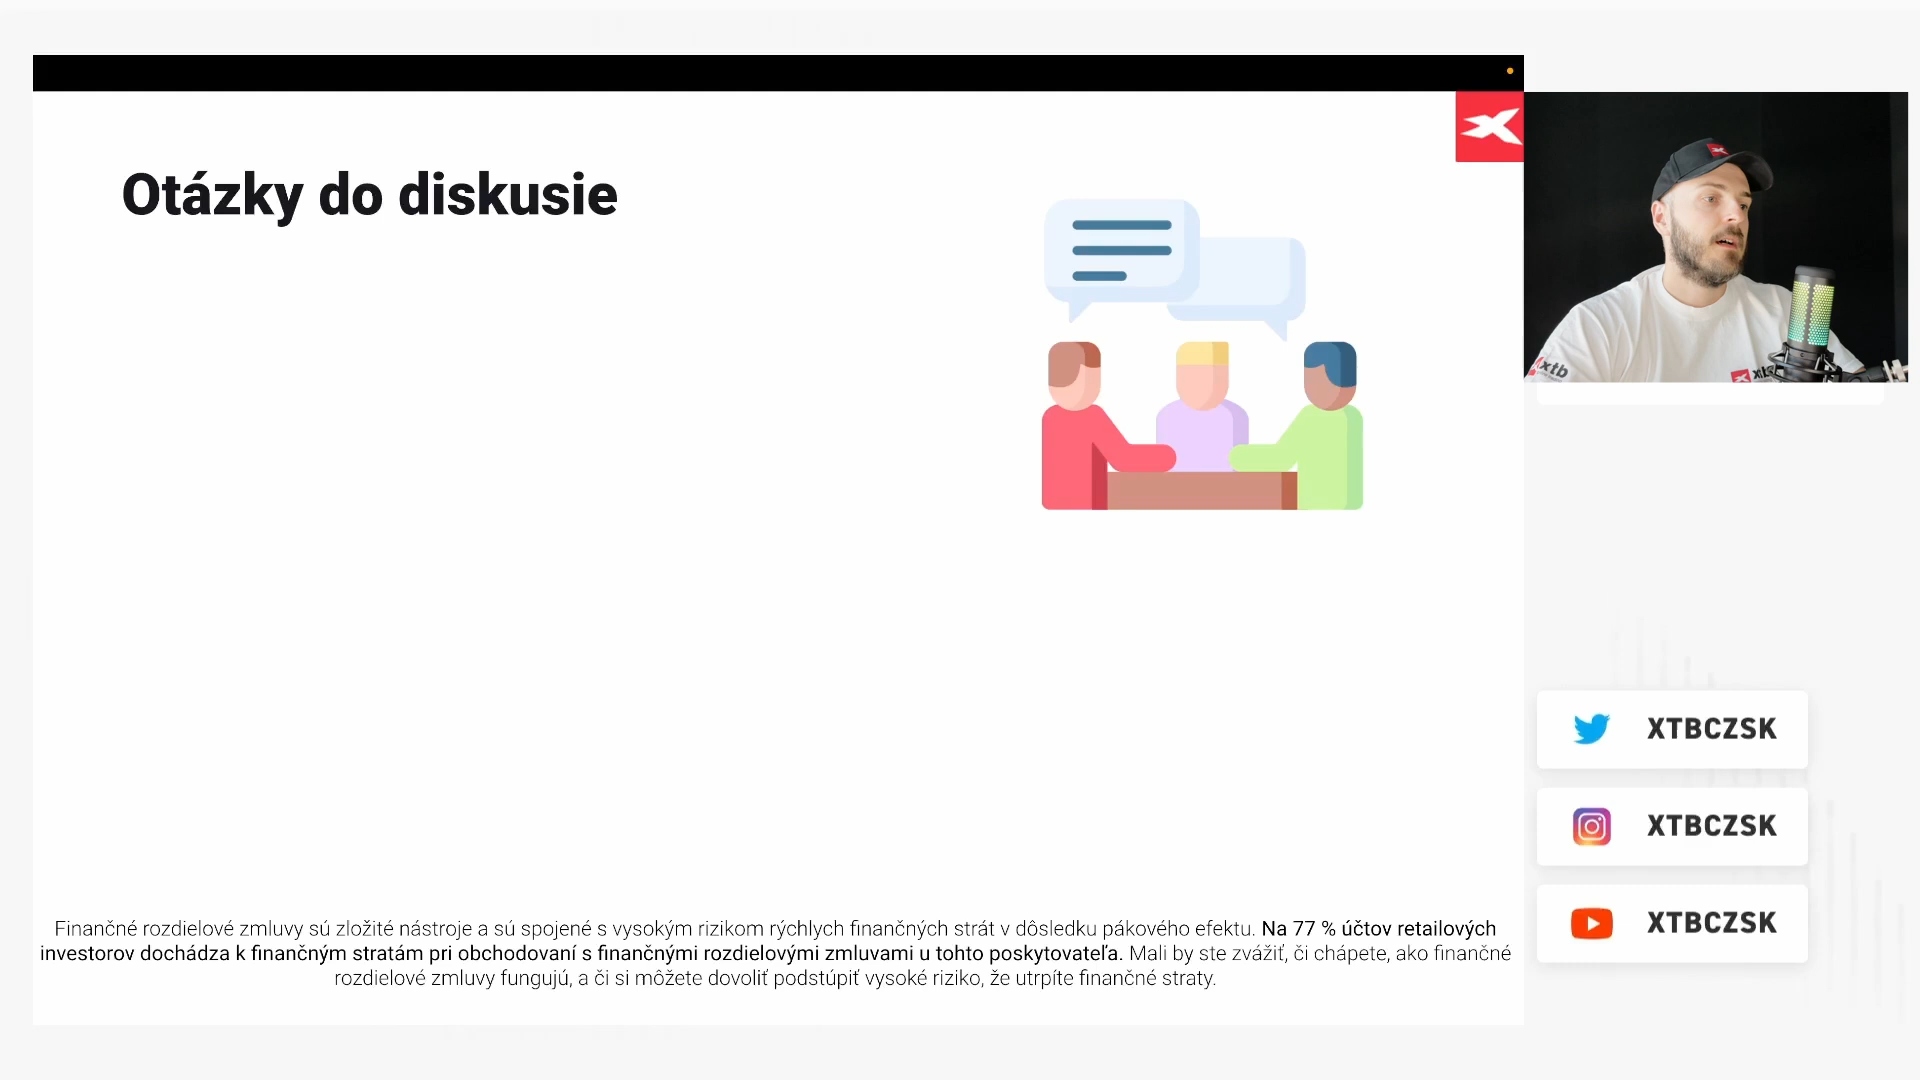 Otázky do diskusie
xtb
xtb
XTBCZSK
XTBCZSK
XTBCZSK
Finančné rozdielové zmluvy sú zložité nástroje a sú spojené s vysokým rizikom rýchlych finančných strát v dôsledku pákového efektu. Na 77 % účtov retailových
investorov dochádza k finančným stratám pri obchodovaní s finančnými rozdielovými zmluvami u tohto poskytovateľa. Mali by ste zvážiť, či chápete, ako finančné
rozdielové zmluvy fungujú, a či si môžete dovoliť podstúpiť vysoké riziko, že utrpíte finančné straty.